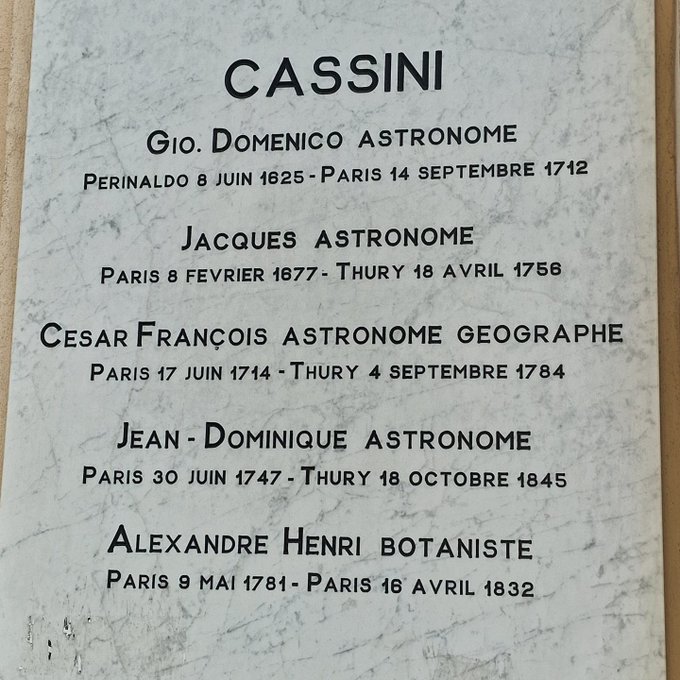 CASSINI
GIO. DOMENICO ASTRONOME
PERINALDO 8 JUIN 1625 - PARIS 14 SEPTEMBRE 1712
JACQUES ASTRONOME
PARIS 8 FEVRIER 1677 - THURY 18 AVRIL 1756
CESAR FRANÇOIS ASTRONOME GEOGRAPHE
PARIS 17 JUIN 1714 - THURY 4 SEPTEMBRE 1784
JEAN - DOMINIQUE ASTRONOME
PARIS 30 JUIN 1747 - THURY 18 OCTOBRE 1845
ALEXANDRE HENRI BOTANISTE
PARIS 9 MAI 1781 - PARIS 16 AVRIL 1832